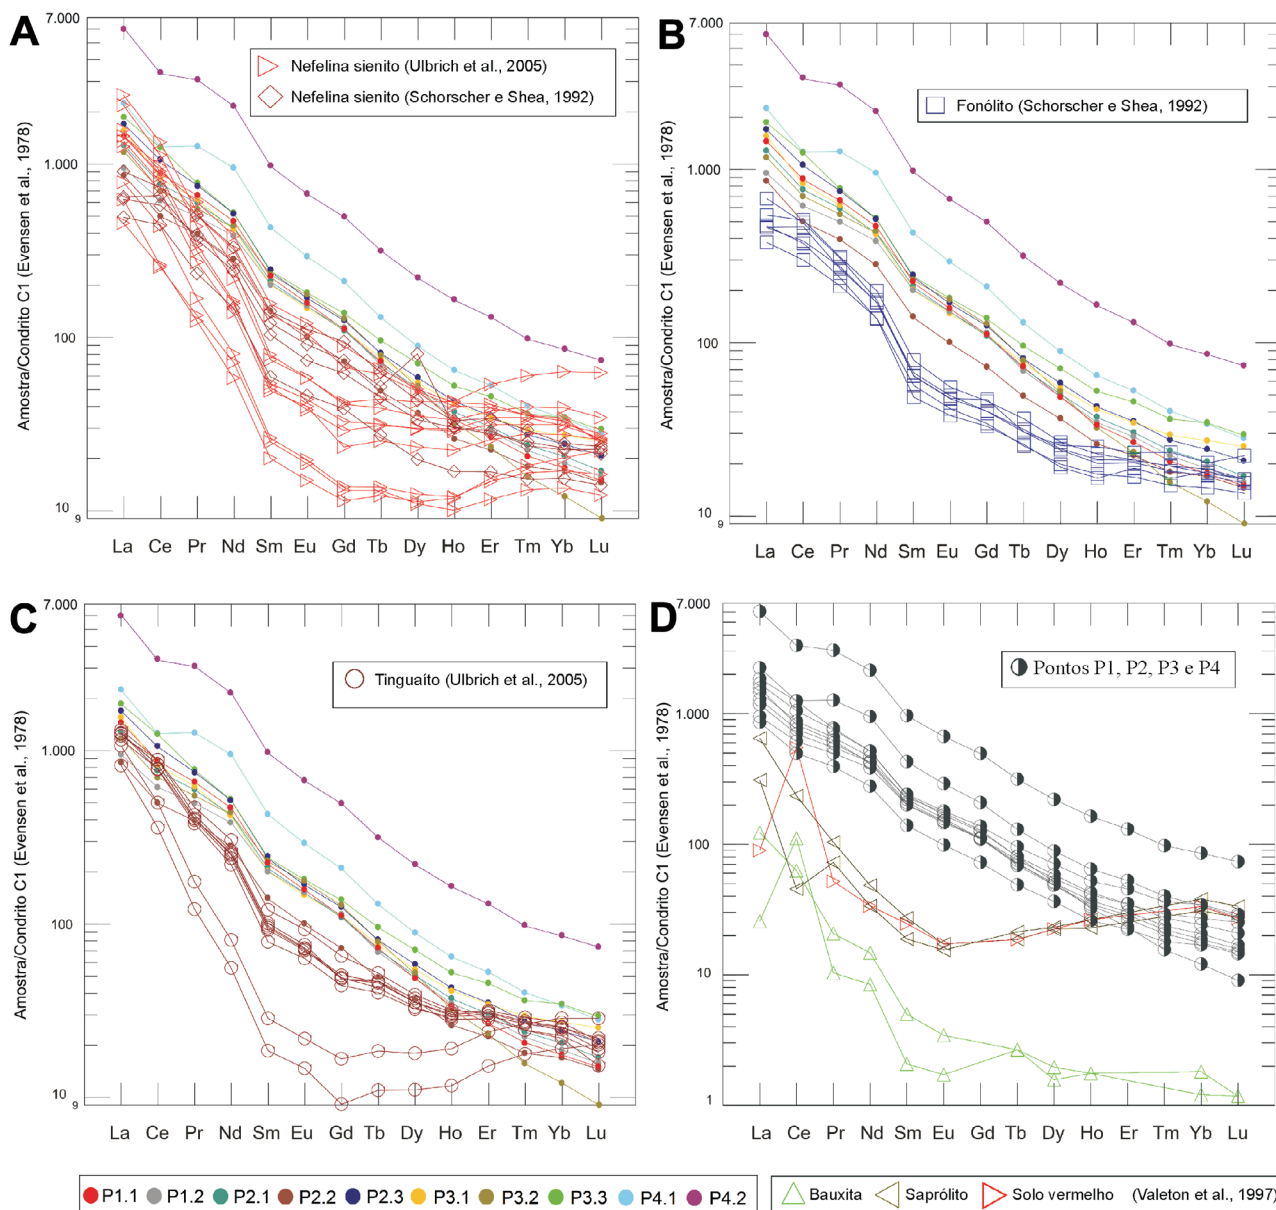 A
Amostra/Condrito C1 (Evensen et al., 1978)
7.000
1.000
100
10
9
Nefelina sienito (Ulbrich et al., 2005)
Nefelina sienito (Schorscher e Shea, 1992)
La Ce Pr Nd Sm Eu Gd Tb Dy Ho Er Tm Yb Lu
B
Amostra/Condrito C1 (Evensen et al., 1978)
7.000
1.000
100
10
9
Fonólito (Schorscher e Shea, 1992)
La Ce Pr Nd Sm Eu Gd Tb Dy Ho Er Tm Yb Lu
C
Amostra/Condrito C1 (Evensen et al., 1978)
7.000
1.000
100
10
9
Tinguaíto (Ulbrich et al., 2005)
La Ce Pr Nd Sm Eu Gd Tb Dy Ho Er Tm Yb Lu
D
Amostra/Condrito C1 (Evensen et al., 1978)
7.000
1.000
100
10
1
Pontos P1, P2, P3 e P4
La Ce Pr Nd Sm Eu Gd Tb Dy Ho Er Tm Yb Lu
P1.1 P1.2 P2.1 P2.2 P2.3 P3.1 P3.2 P3.3 P4.1 P4.2
Bauxita Saprólito Solo vermelho (Valeton et al., 1997)